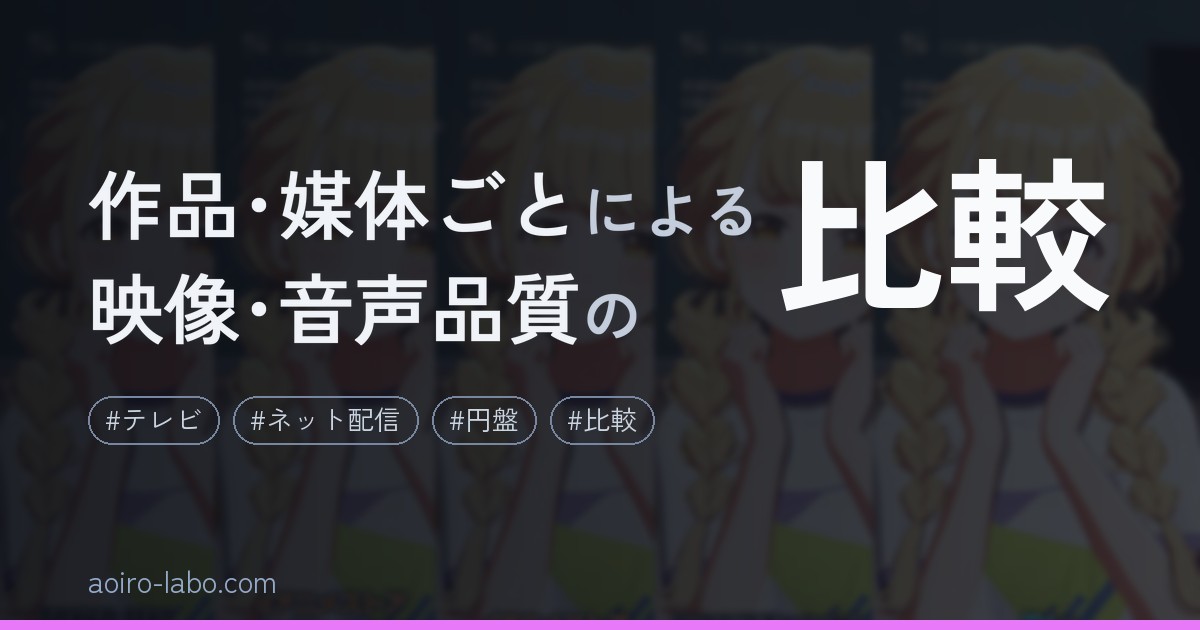 作品･媒体ごとによる
映像･音声品質の
比較
#テレビ #ネット配信 #円盤 #比較
aoiro-labo.com